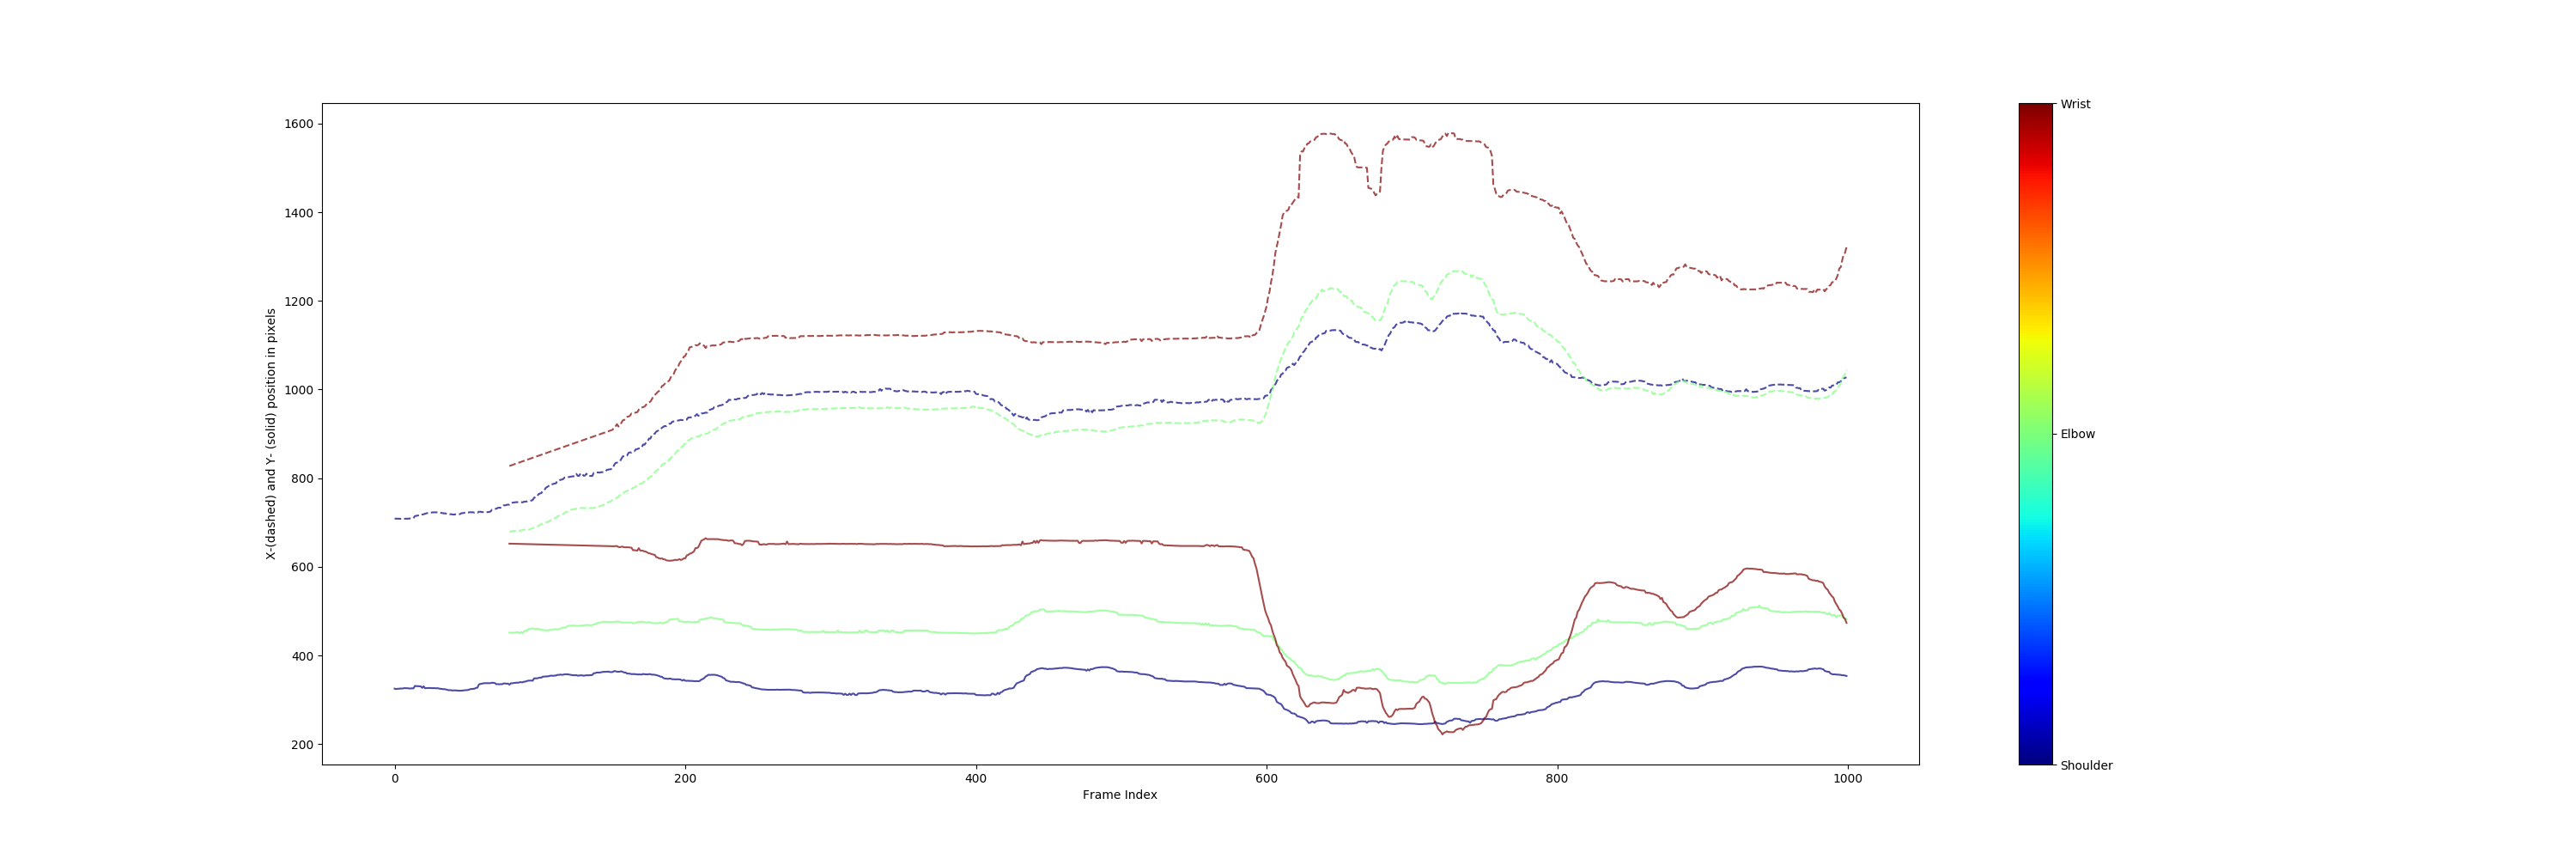 1600
1400
1200
1000
800
600
400
200
X-(dashed) and Y- (solid) position in pixels
0 200 400 600 800 1000
Frame Index
Wrist
Elbow
Shoulder